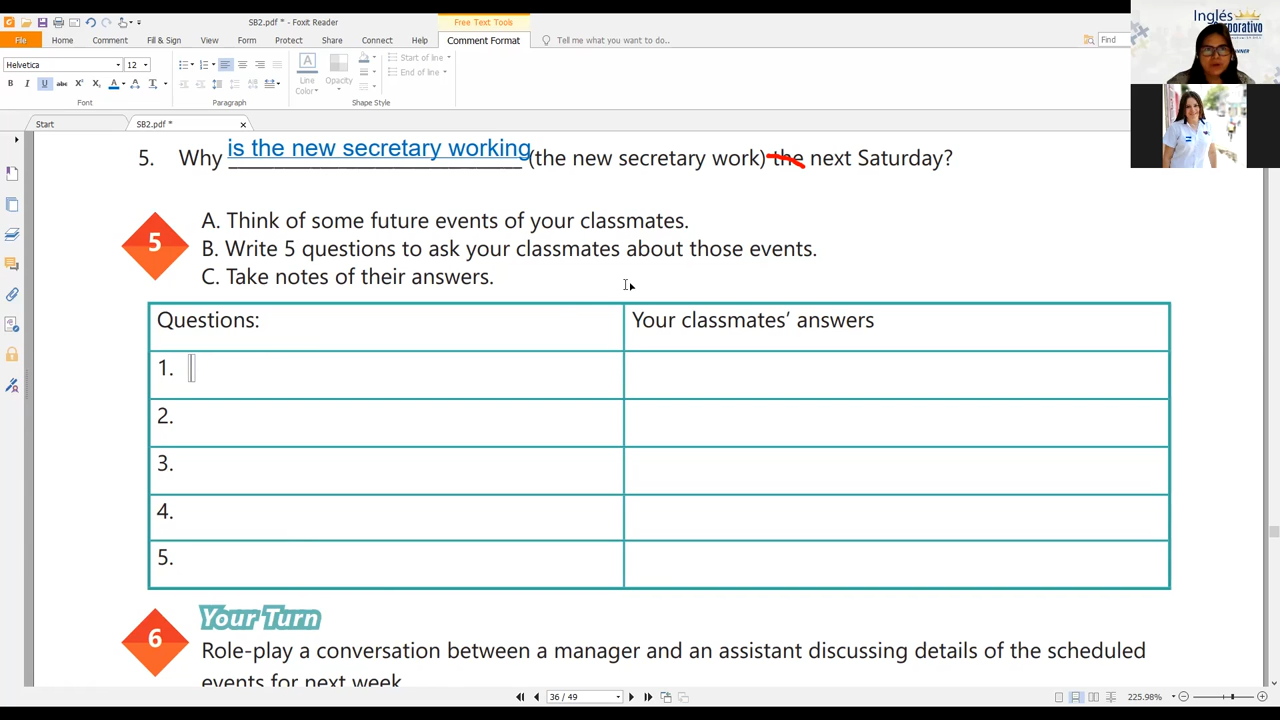 SB2.pdf * - Foxit Reader
Free Text Tools
File Home Comment Fill & Sign View Form Protect Share Connect Help Comment Format Tell me what you want to do.. Find
Helvetica 12
Start of line
End of line
Line Color
Opacity
Font Paragraph Shape Style
Start SB2.pdf *
Inglés
5. Why is the new secretary working (the new secretary work) the next Saturday?
5
A. Think of some future events of your classmates.
B. Write 5 questions to ask your classmates about those events.
C. Take notes of their answers.
Questions: Your classmates’ answers
1.
2.
3.
4.
5.
6
Your Turn
Role-play a conversation between a manager and an assistant discussing details of the scheduled
events for next week
36 / 49 225.98%